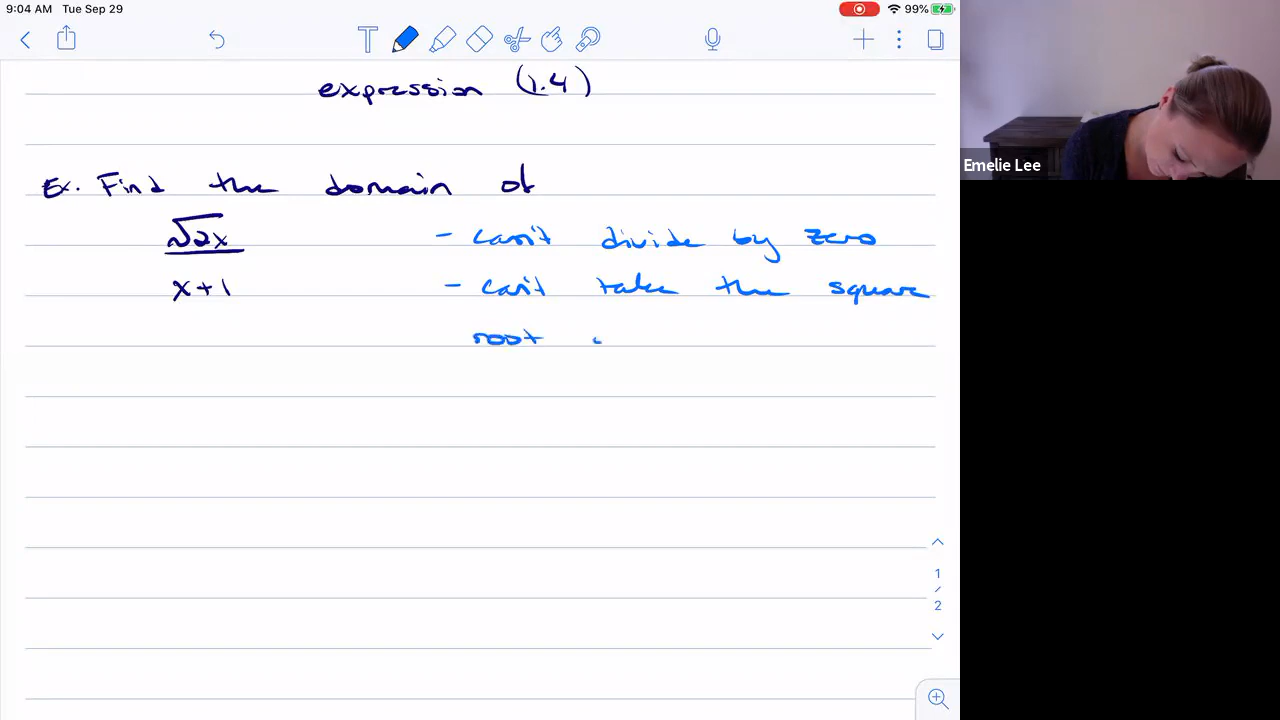 9:04 AM Tue Sep 29
99%
expression (1.4)
Ex. Find the domain of
√2x
x+1
- can't divide by zero
- can't take the square
root
Emelie Lee
1
/
2